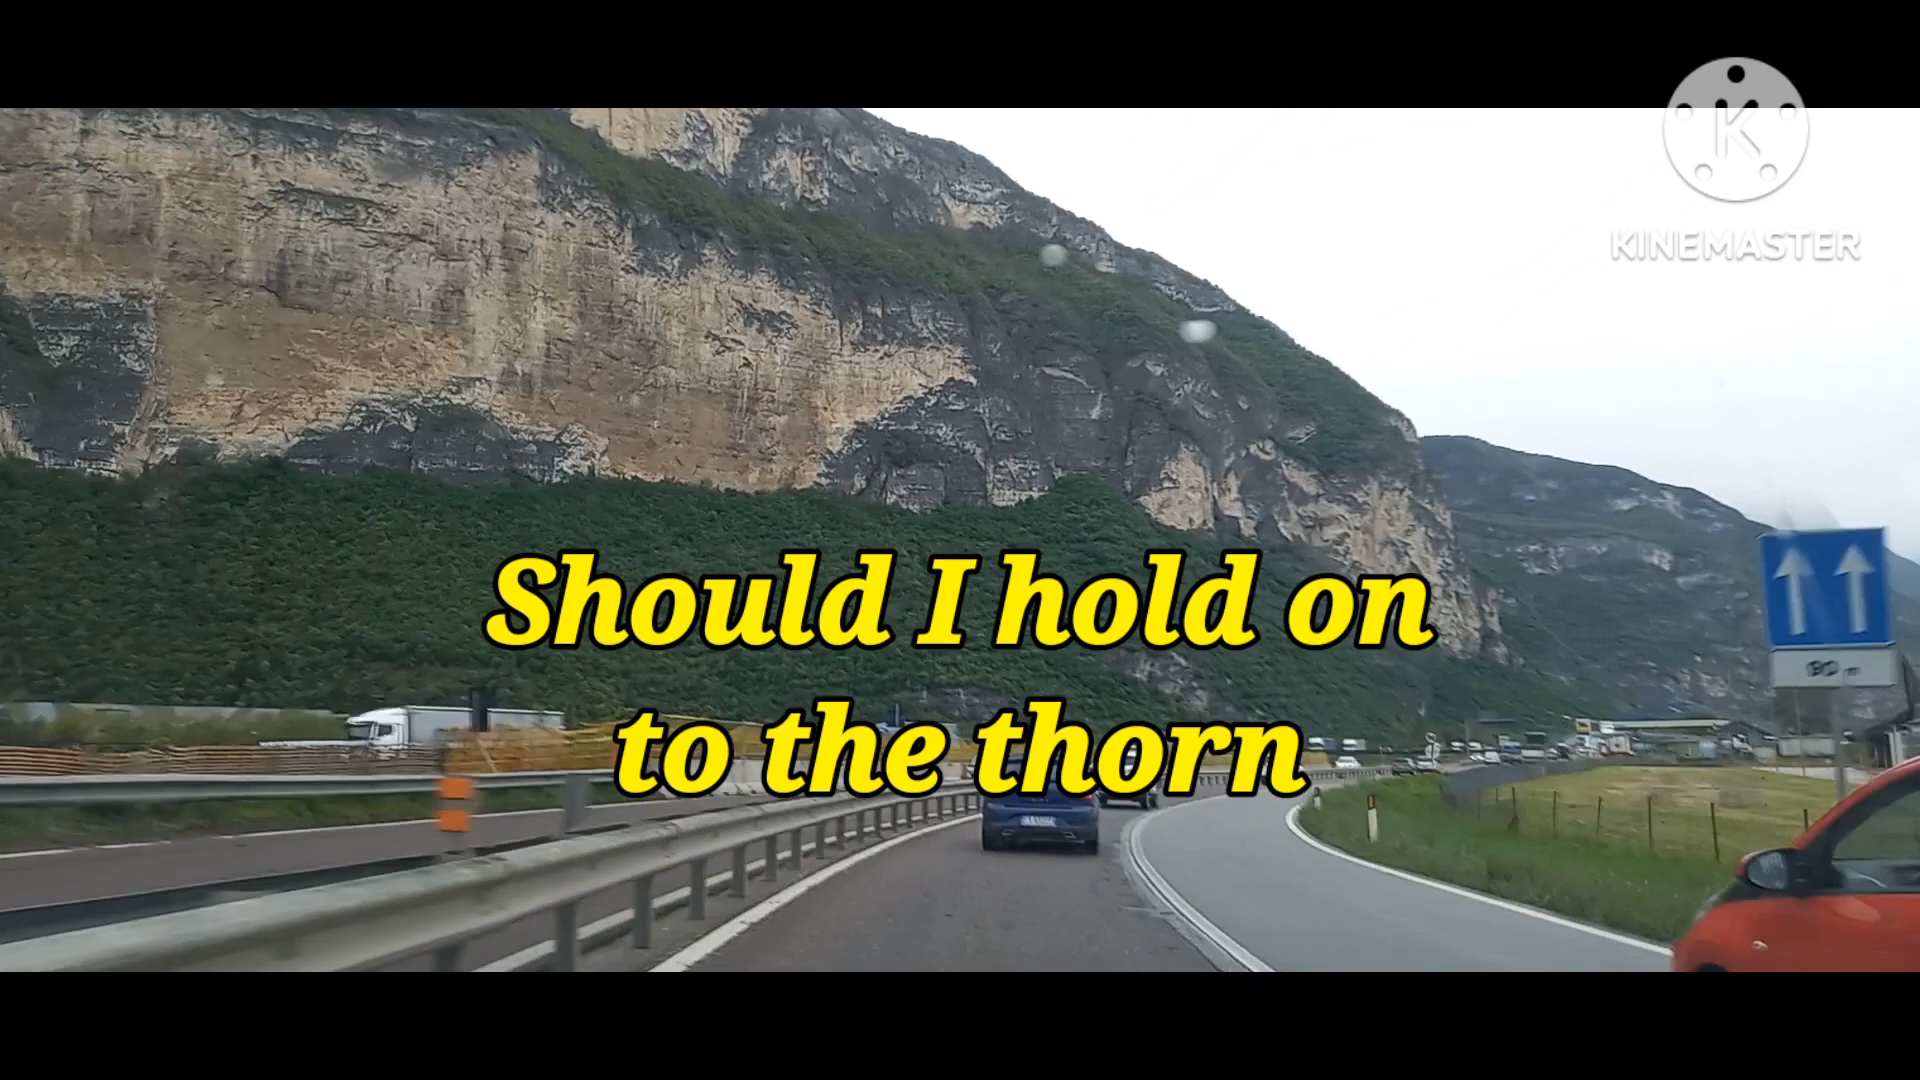 K
KINEMASTER
Should I hold on
to the thorn